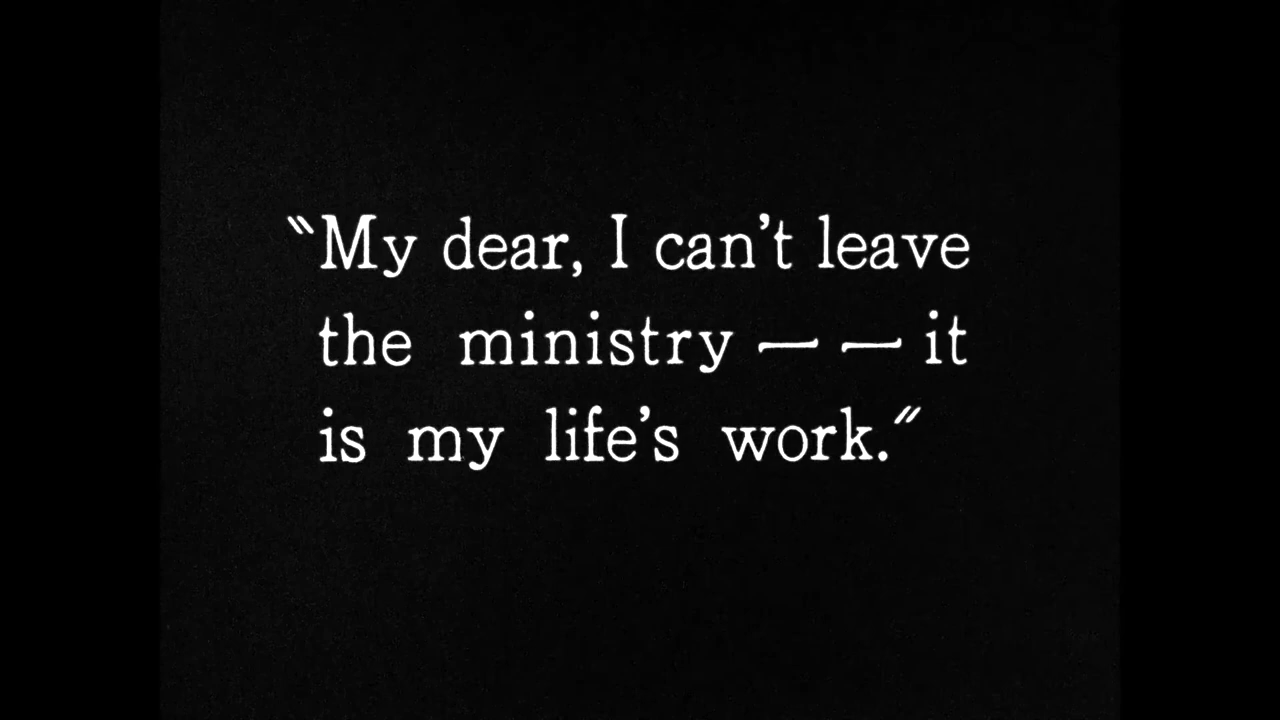 "My dear, I can't leave
the ministry — — it
is my life's work."